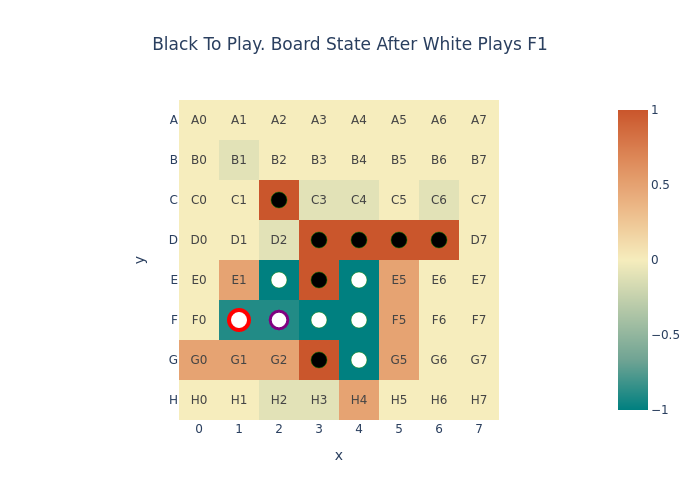 Black To Play. Board State After White Plays F1
A A0 A1 A2 A3 A4 A5 A6 A7
B B0 B1 B2 B3 B4 B5 B6 B7
C C0 C1 C3 C4 C5 C6 C7
D D0 D1 D2 D7
E E0 E1 E5 E6 E7
F F0 F5 F6 F7
G G0 G1 G2 G5 G6 G7
H H0 H1 H2 H3 H4 H5 H6 H7
0 1 2 3 4 5 6 7
x
y
1
0.5
0
−0.5
−1